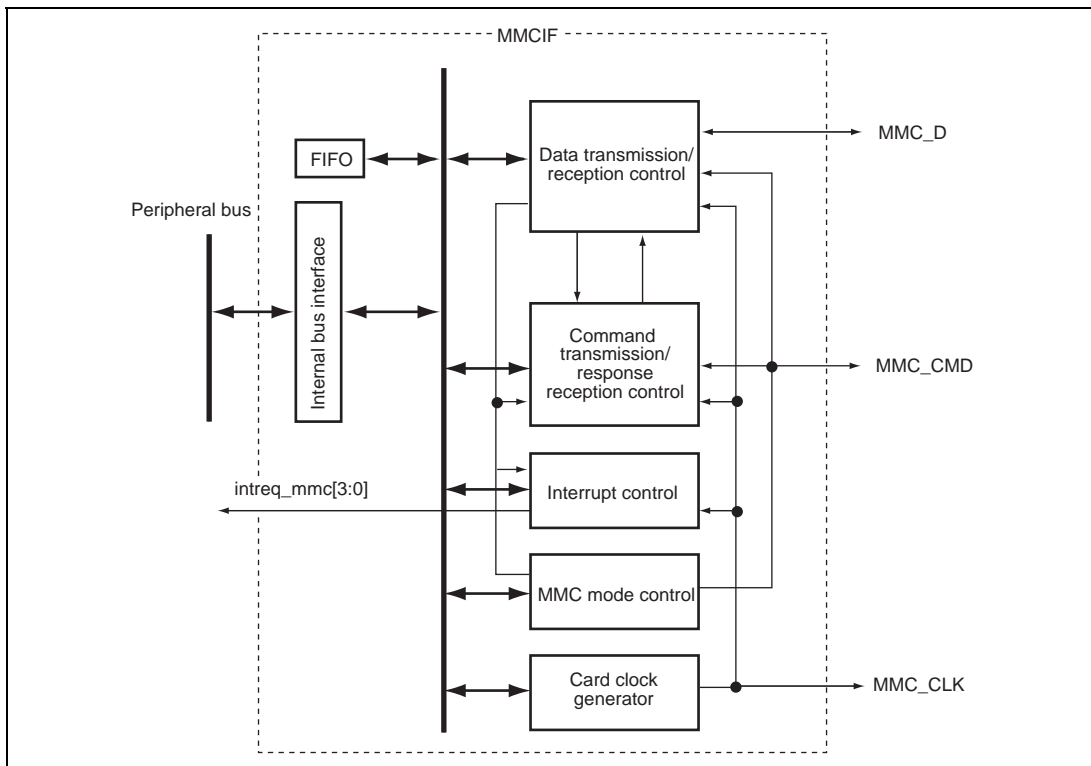 MMCIF
MMC_D
Data transmission/
reception control
FIFO
Peripheral bus
Internal bus interface
Command
transmission/
response
reception control
MMC_CMD
intreq_mmc[3:0]
Interrupt control
MMC mode control
Card clock
generator
MMC_CLK